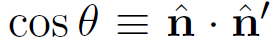 cos θ ≡ n̂ · n̂′